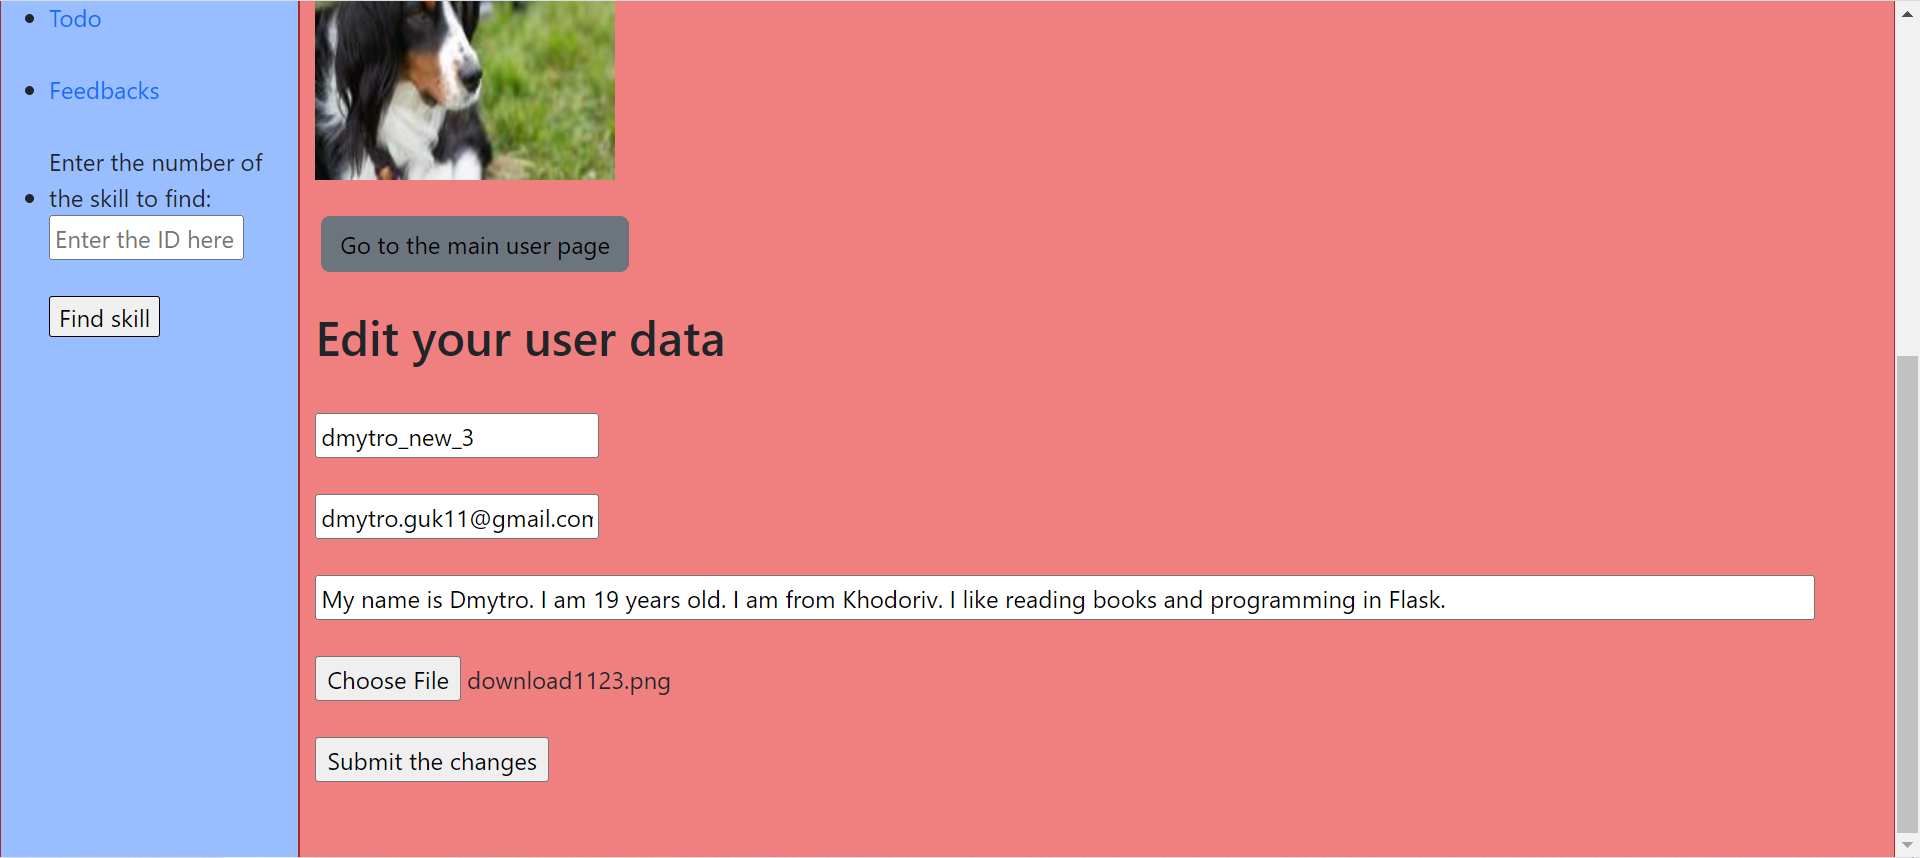 Todo
Feedbacks
Enter the number of
the skill to find:
Enter the ID here
Find skill
Go to the main user page
Edit your user data
dmytro_new_3
dmytro.guk11@gmail.com
My name is Dmytro. I am 19 years old. I am from Khodoriv. I like reading books and programming in Flask.
Choose File download1123.png
Submit the changes